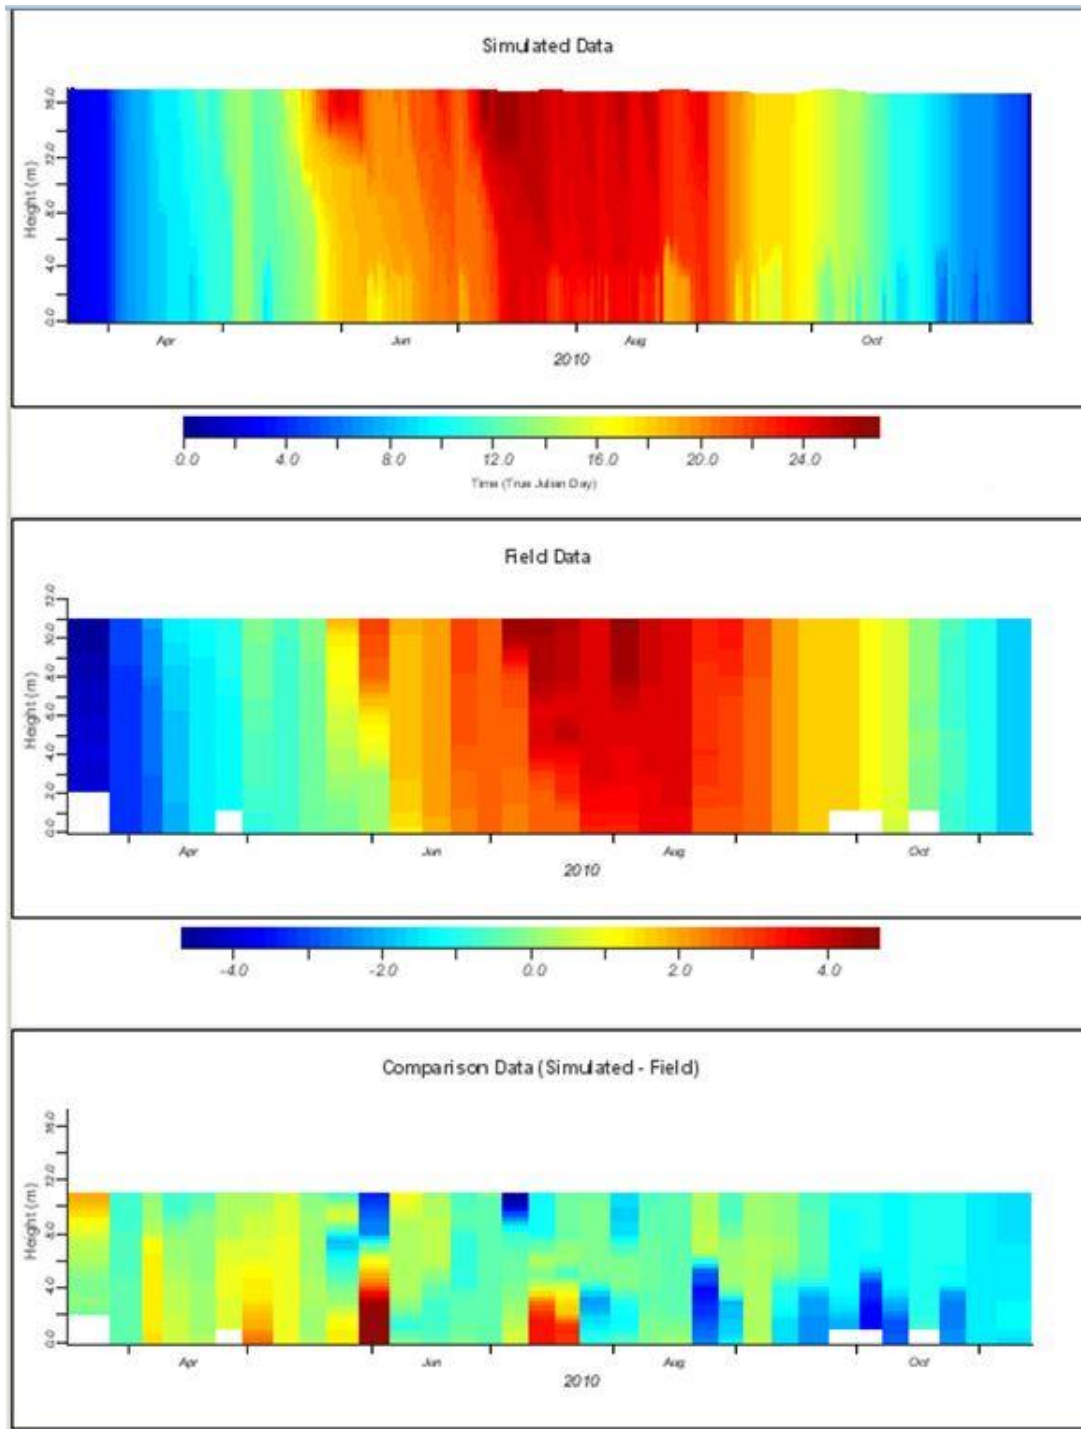 Simulated Data
16.0
12.0
8.0
4.0
0.0
Height (m)
Apr Jun Aug Oct
2010
0.0 4.0 8.0 12.0 16.0 20.0 24.0
Time (True Julian Day)
Field Data
12.0
10.0
8.0
6.0
4.0
2.0
0.0
Height (m)
Apr Jun Aug Oct
2010
-4.0 -2.0 0.0 2.0 4.0
Comparison Data (Simulated - Field)
16.0
12.0
8.0
4.0
0.0
Height (m)
Apr Jun Aug Oct
2010